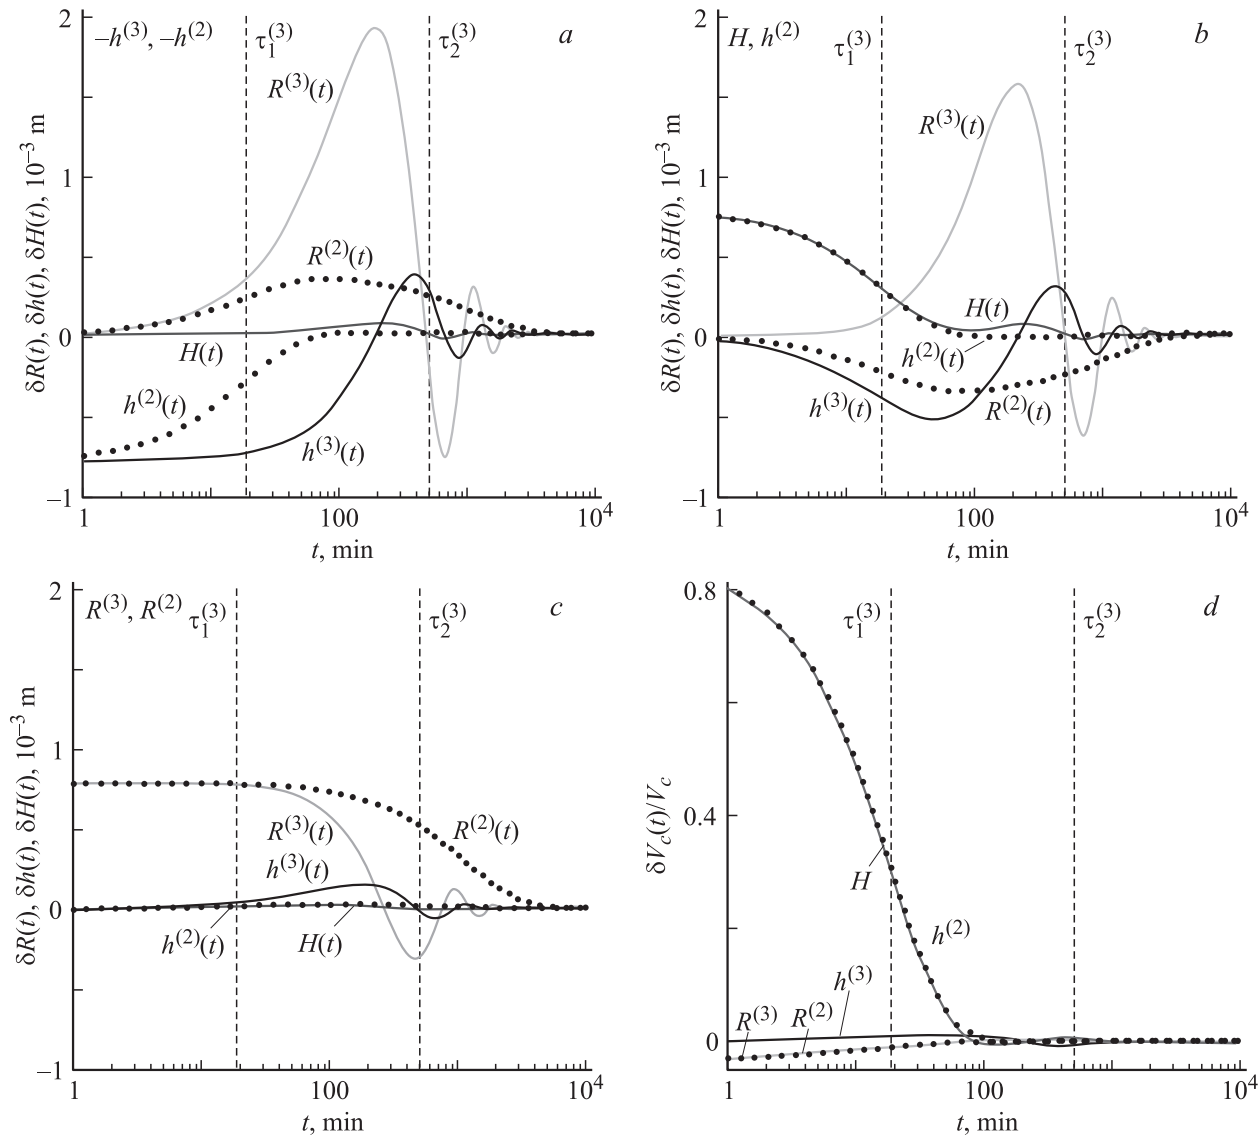 –h(3), –h(2)
τ1(3)
τ2(3)
a
R(3)(t)
R(2)(t)
H(t)
h(2)(t)
h(3)(t)
δR(t), δh(t), δH(t), 10–3 m
2
1
0
–1
1
100
104
t, min
H, h(2)
τ1(3)
τ2(3)
b
R(3)(t)
H(t)
h(2)(t)
h(3)(t)
R(2)(t)
δR(t), δh(t), δH(t), 10–3 m
2
1
0
–1
1
100
104
t, min
R(3), R(2)
τ1(3)
τ2(3)
c
R(3)(t)
R(2)(t)
h(3)(t)
h(2)(t)
H(t)
δR(t), δh(t), δH(t), 10–3 m
2
1
0
–1
1
100
104
t, min
τ1(3)
τ2(3)
d
H
h(2)
h(3)
R(3)
R(2)
δVc(t)/Vc
0.8
0.4
0
1
100
104
t, min